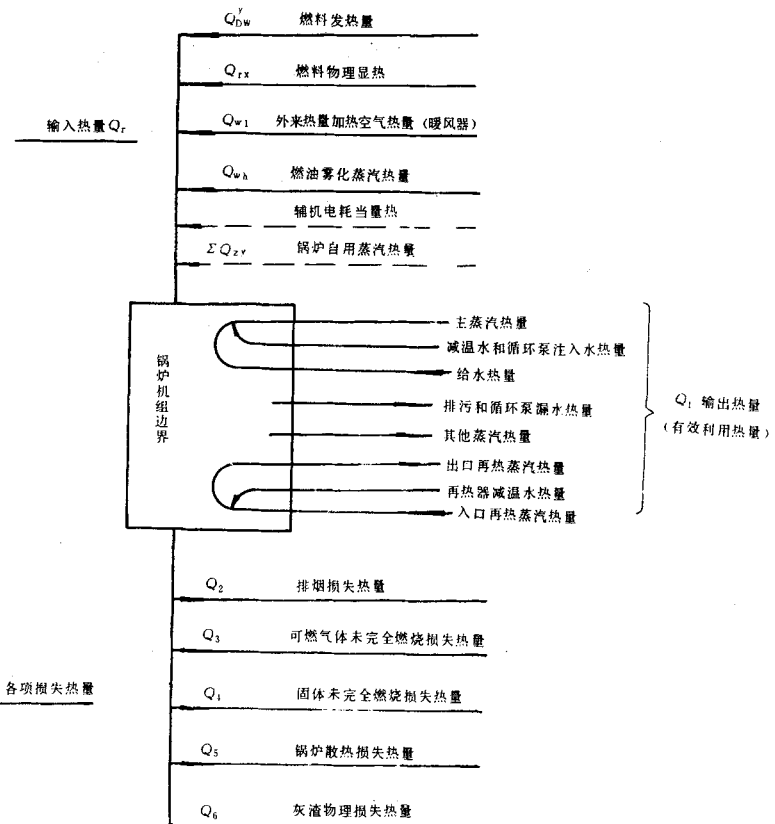 Q^y_DW 燃料发热量
Q_rx 燃料物理显热
输入热量Q_r
Q_w1 外来热量加热空气热量（暖风器）
Q_wh 燃油雾化蒸汽热量
辅机电耗当量热
ΣQ_zy 锅炉自用蒸汽热量
锅炉机组边界
主蒸汽热量
减温水和循环泵注入水热量
给水热量
排污和循环泵漏水热量
其他蒸汽热量
出口再热蒸汽热量
再热器减温水热量
入口再热蒸汽热量
Q_1 输出热量
（有效利用热量）
Q_2 排烟损失热量
Q_3 可燃气体未完全燃烧损失热量
各项损失热量
Q_4 固体未完全燃烧损失热量
Q_5 锅炉散热损失热量
Q_6 灰渣物理损失热量